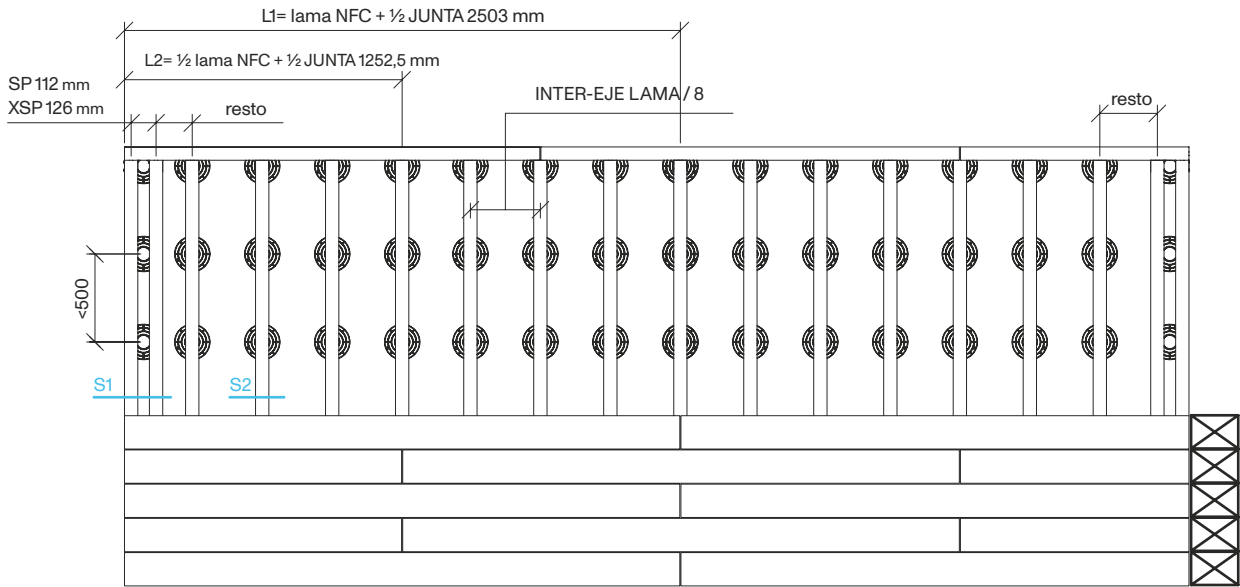 L1= lama NFC + ½ JUNTA 2503 mm
L2= ½ lama NFC + ½ JUNTA 1252,5 mm
SP 112 mm
XSP 126 mm
resto
INTER-EJE LAMA / 8
resto
<500
S1
S2